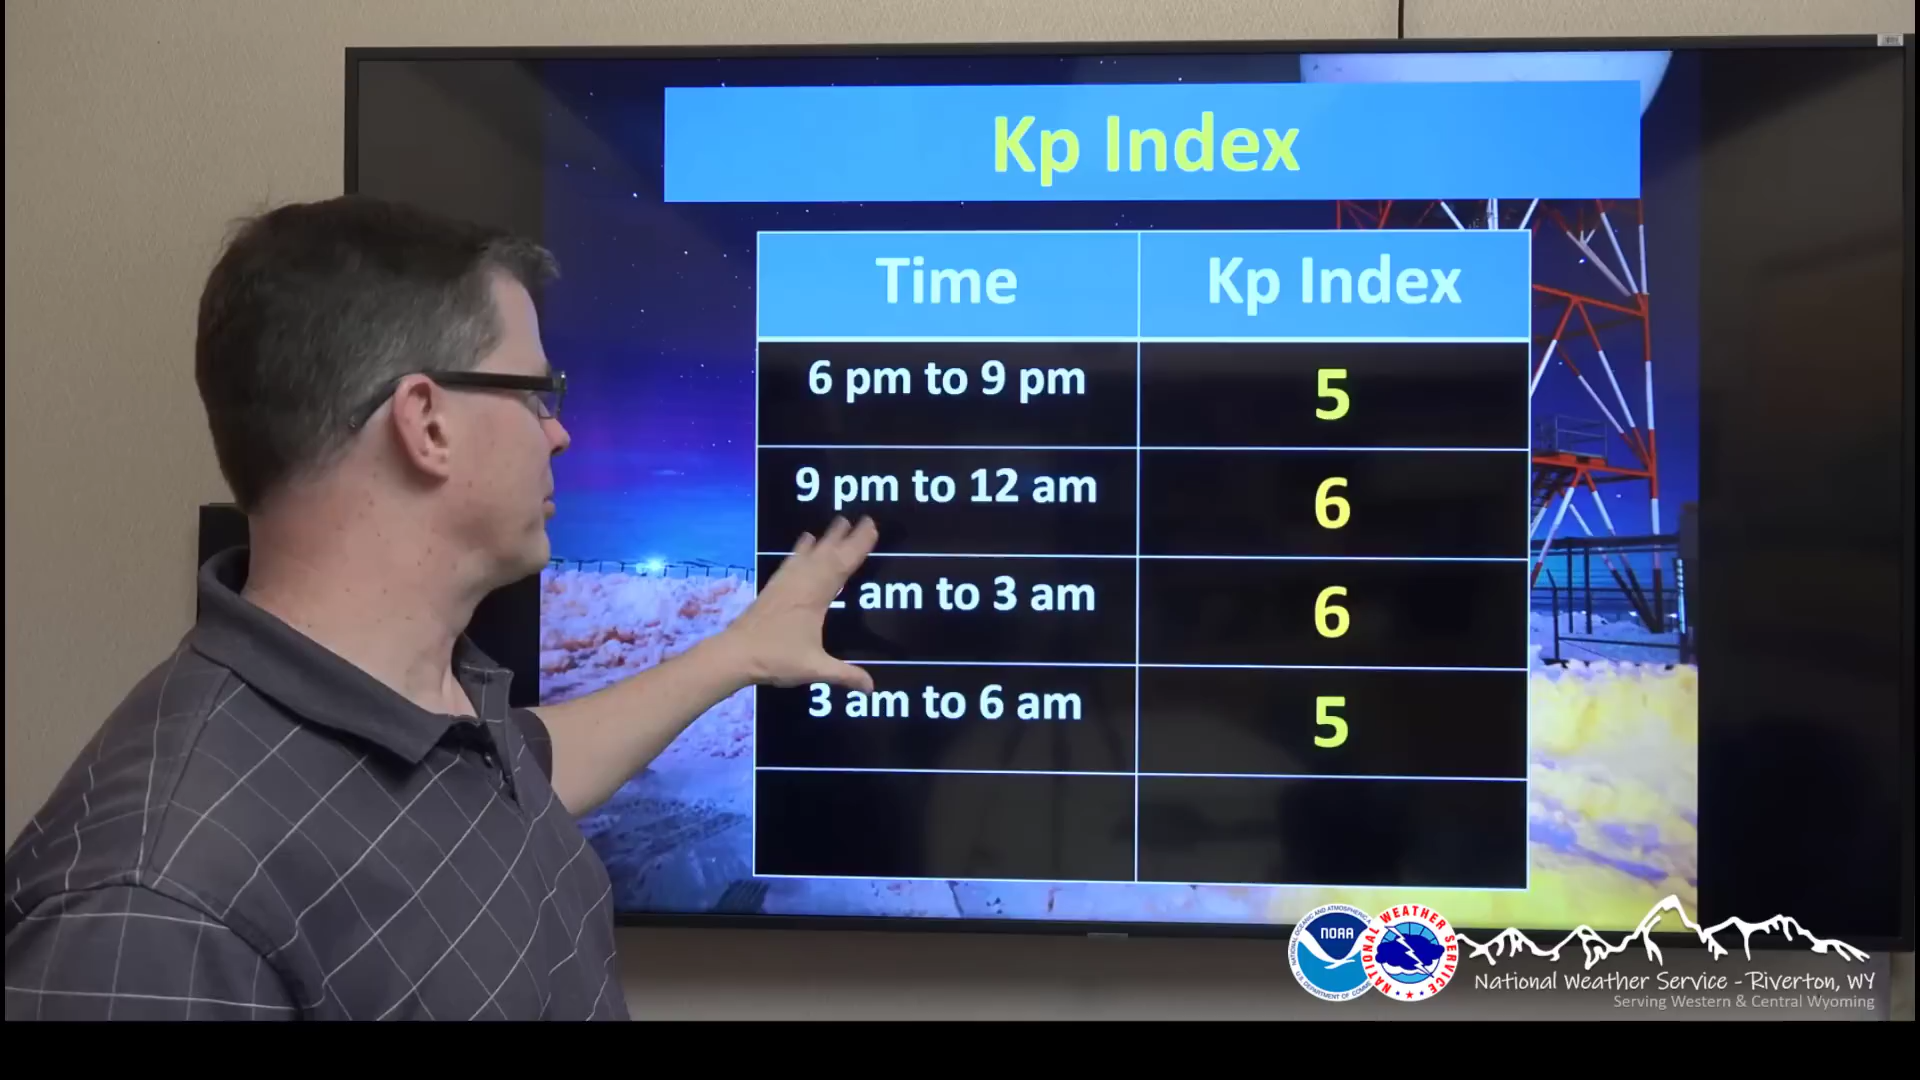 Kp Index
Time Kp Index
6 pm to 9 pm 5
9 pm to 12 am 6
am to 3 am 6
3 am to 6 am 5
NOAA
NATIONAL WEATHER SERVICE
National Weather Service - Riverton, WY
Serving Western & Central Wyoming